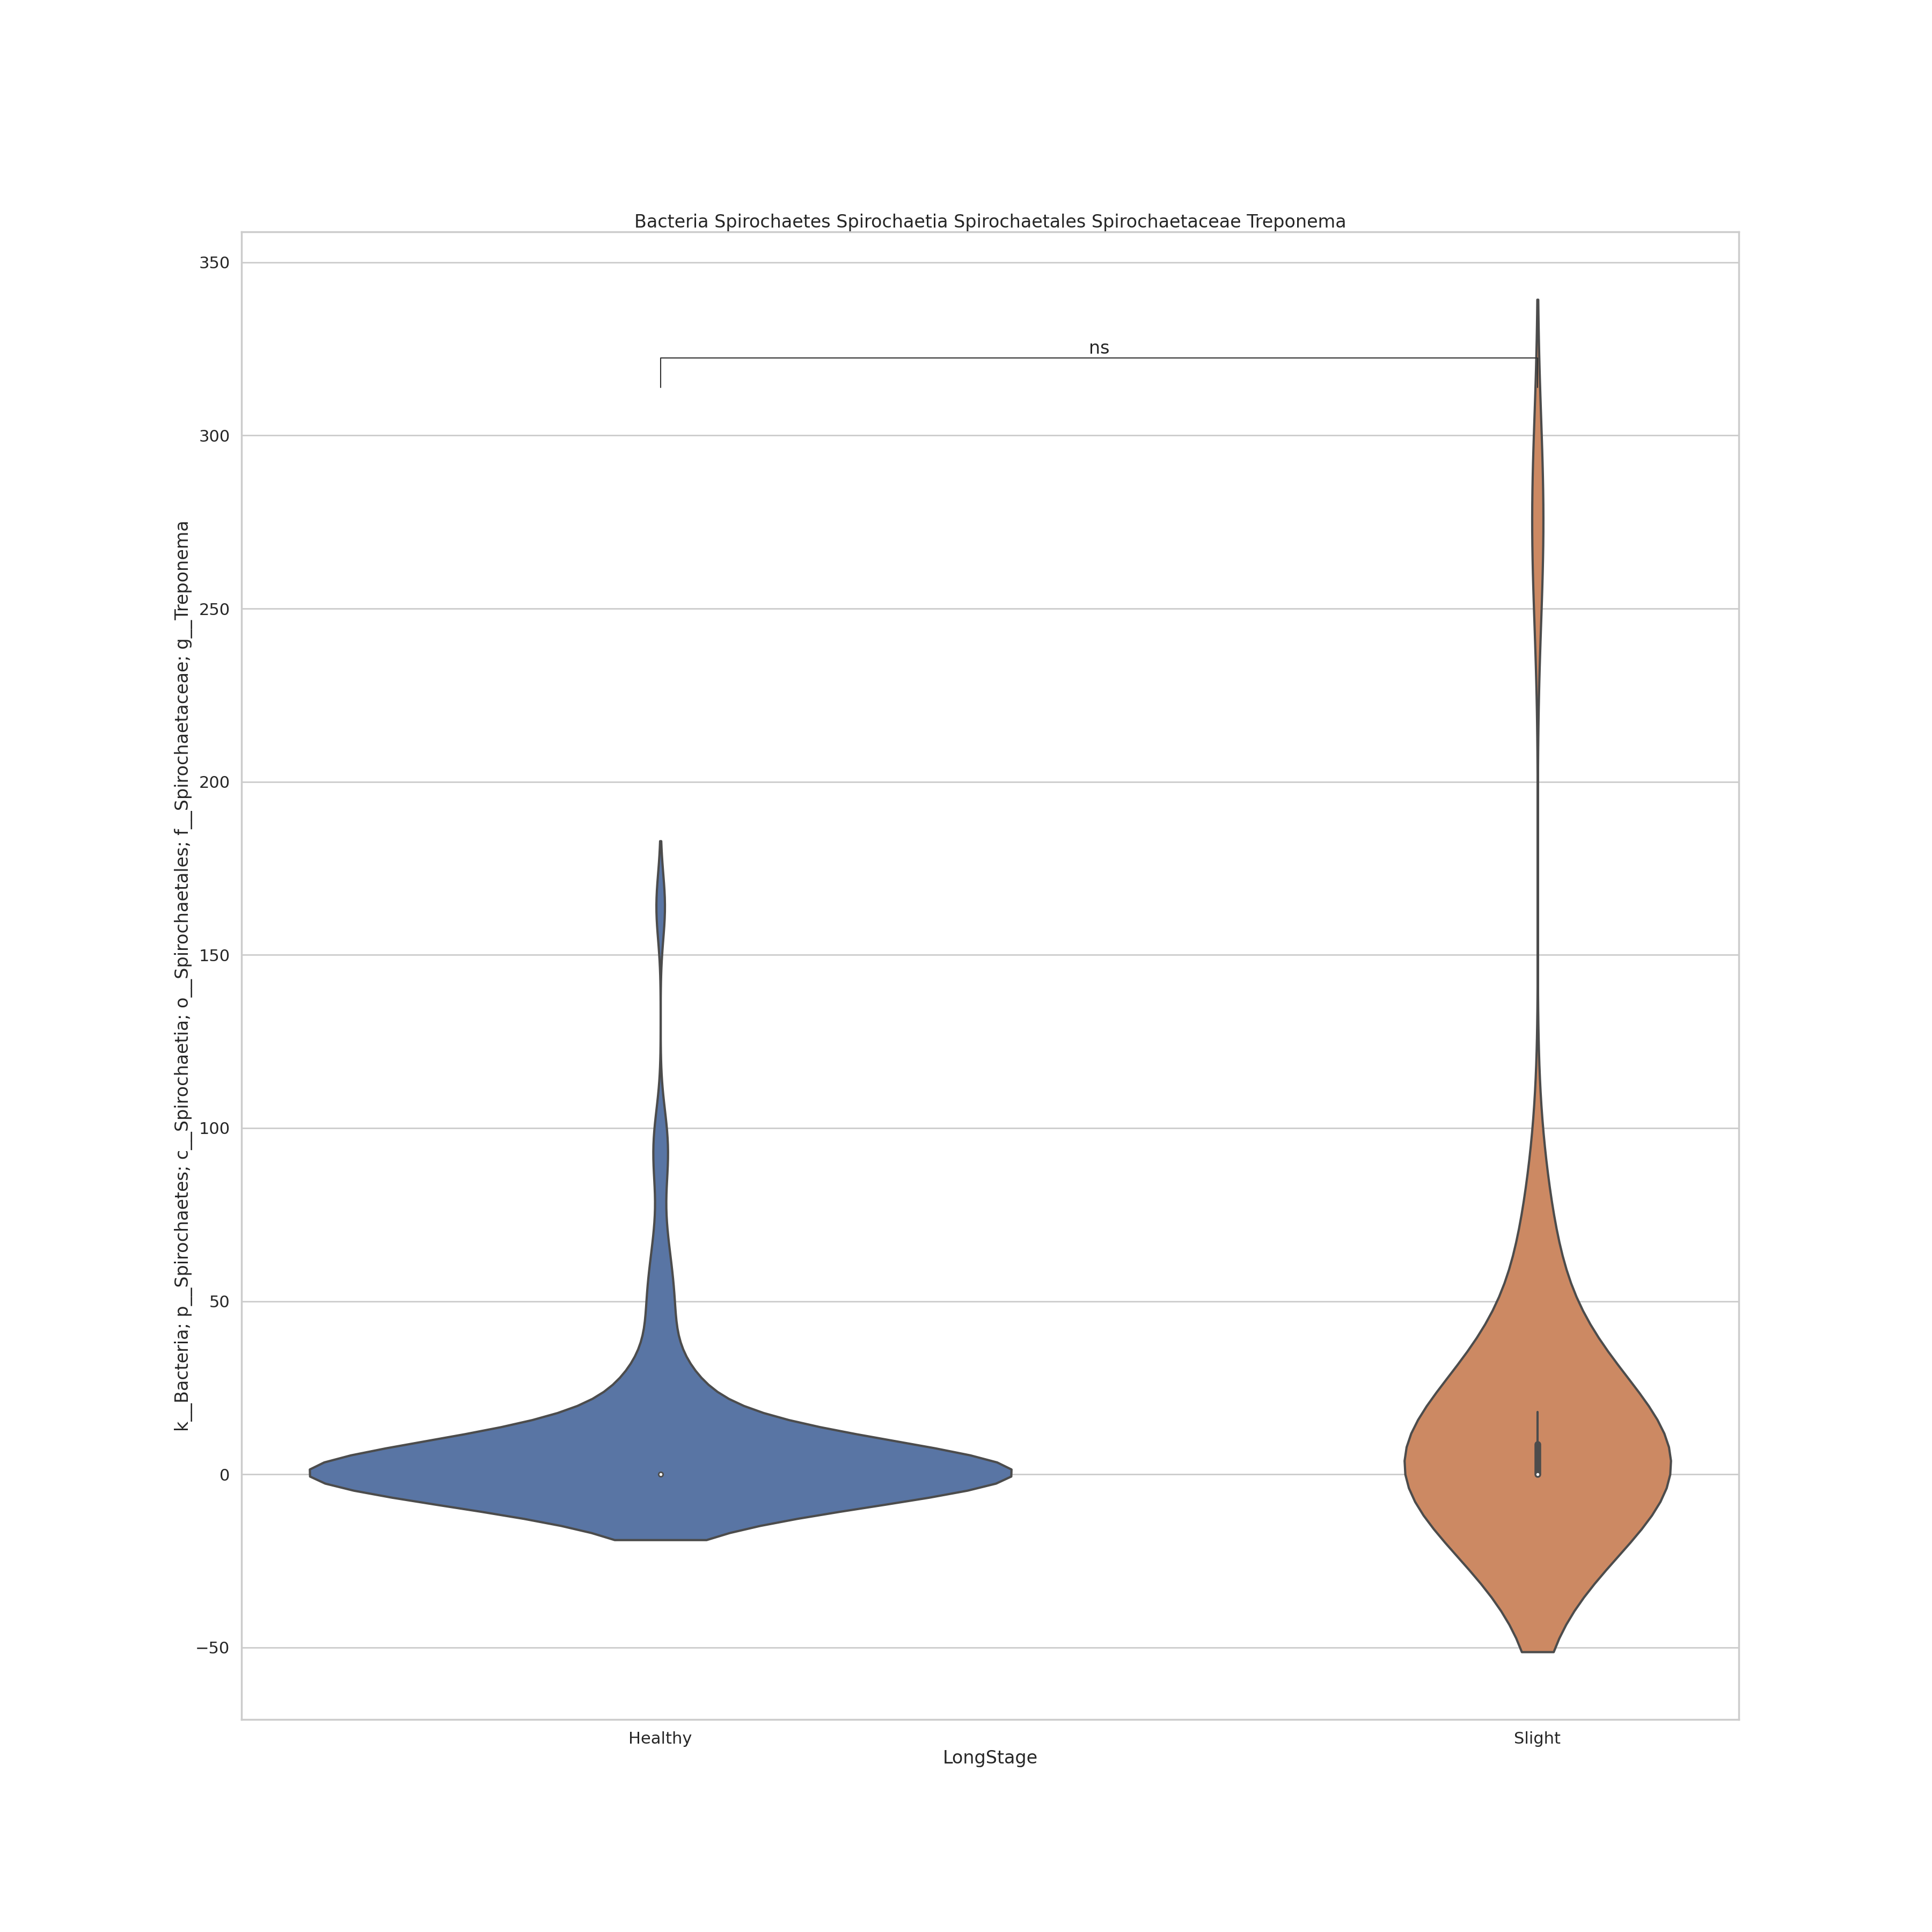 Bacteria Spirochaetes Spirochaetia Spirochaetales Spirochaetaceae Treponema
k__Bacteria; p__Spirochaetes; c__Spirochaetia; o__Spirochaetales; f__Spirochaetaceae; g__Treponema
350
300
250
200
150
100
50
0
−50
ns
Healthy
Slight
LongStage